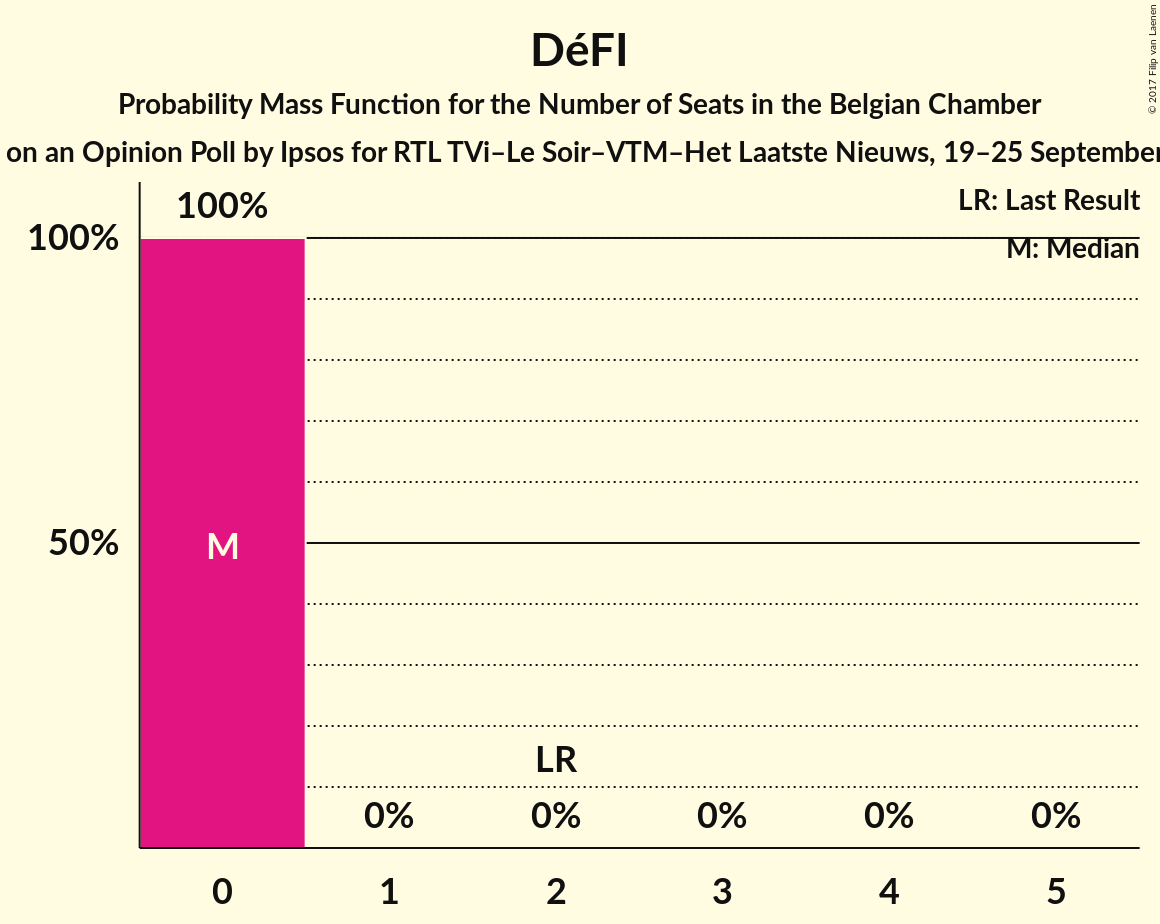 DéFI
Probability Mass Function for the Number of Seats in the Belgian Chamber
on an Opinion Poll by Ipsos for RTL TVi–Le Soir–VTM–Het Laatste Nieuws, 19–25 September
© 2017 Filip van Laenen
LR: Last Result
M: Median
100%
100%
50%
M
LR
0%
0%
0%
0%
0%
0
1
2
3
4
5